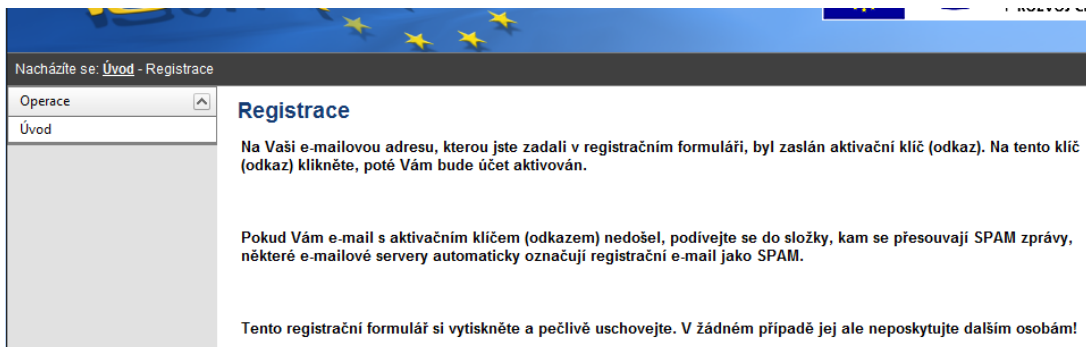 Nacházíte se: Úvod - Registrace
Operace
Úvod
Registrace
Na Vaši e-mailovou adresu, kterou jste zadali v registračním formuláři, byl zaslán aktivační klíč (odkaz). Na tento klíč
(odkaz) klikněte, poté Vám bude účet aktivován.
Pokud Vám e-mail s aktivačním klíčem (odkazem) nedošel, podívejte se do složky, kam se přesouvají SPAM zprávy,
některé e-mailové servery automaticky označují registrační e-mail jako SPAM.
Tento registrační formulář si vytiskněte a pečlivě uschovejte. V žádném případě jej ale neposkytujte dalším osobám!